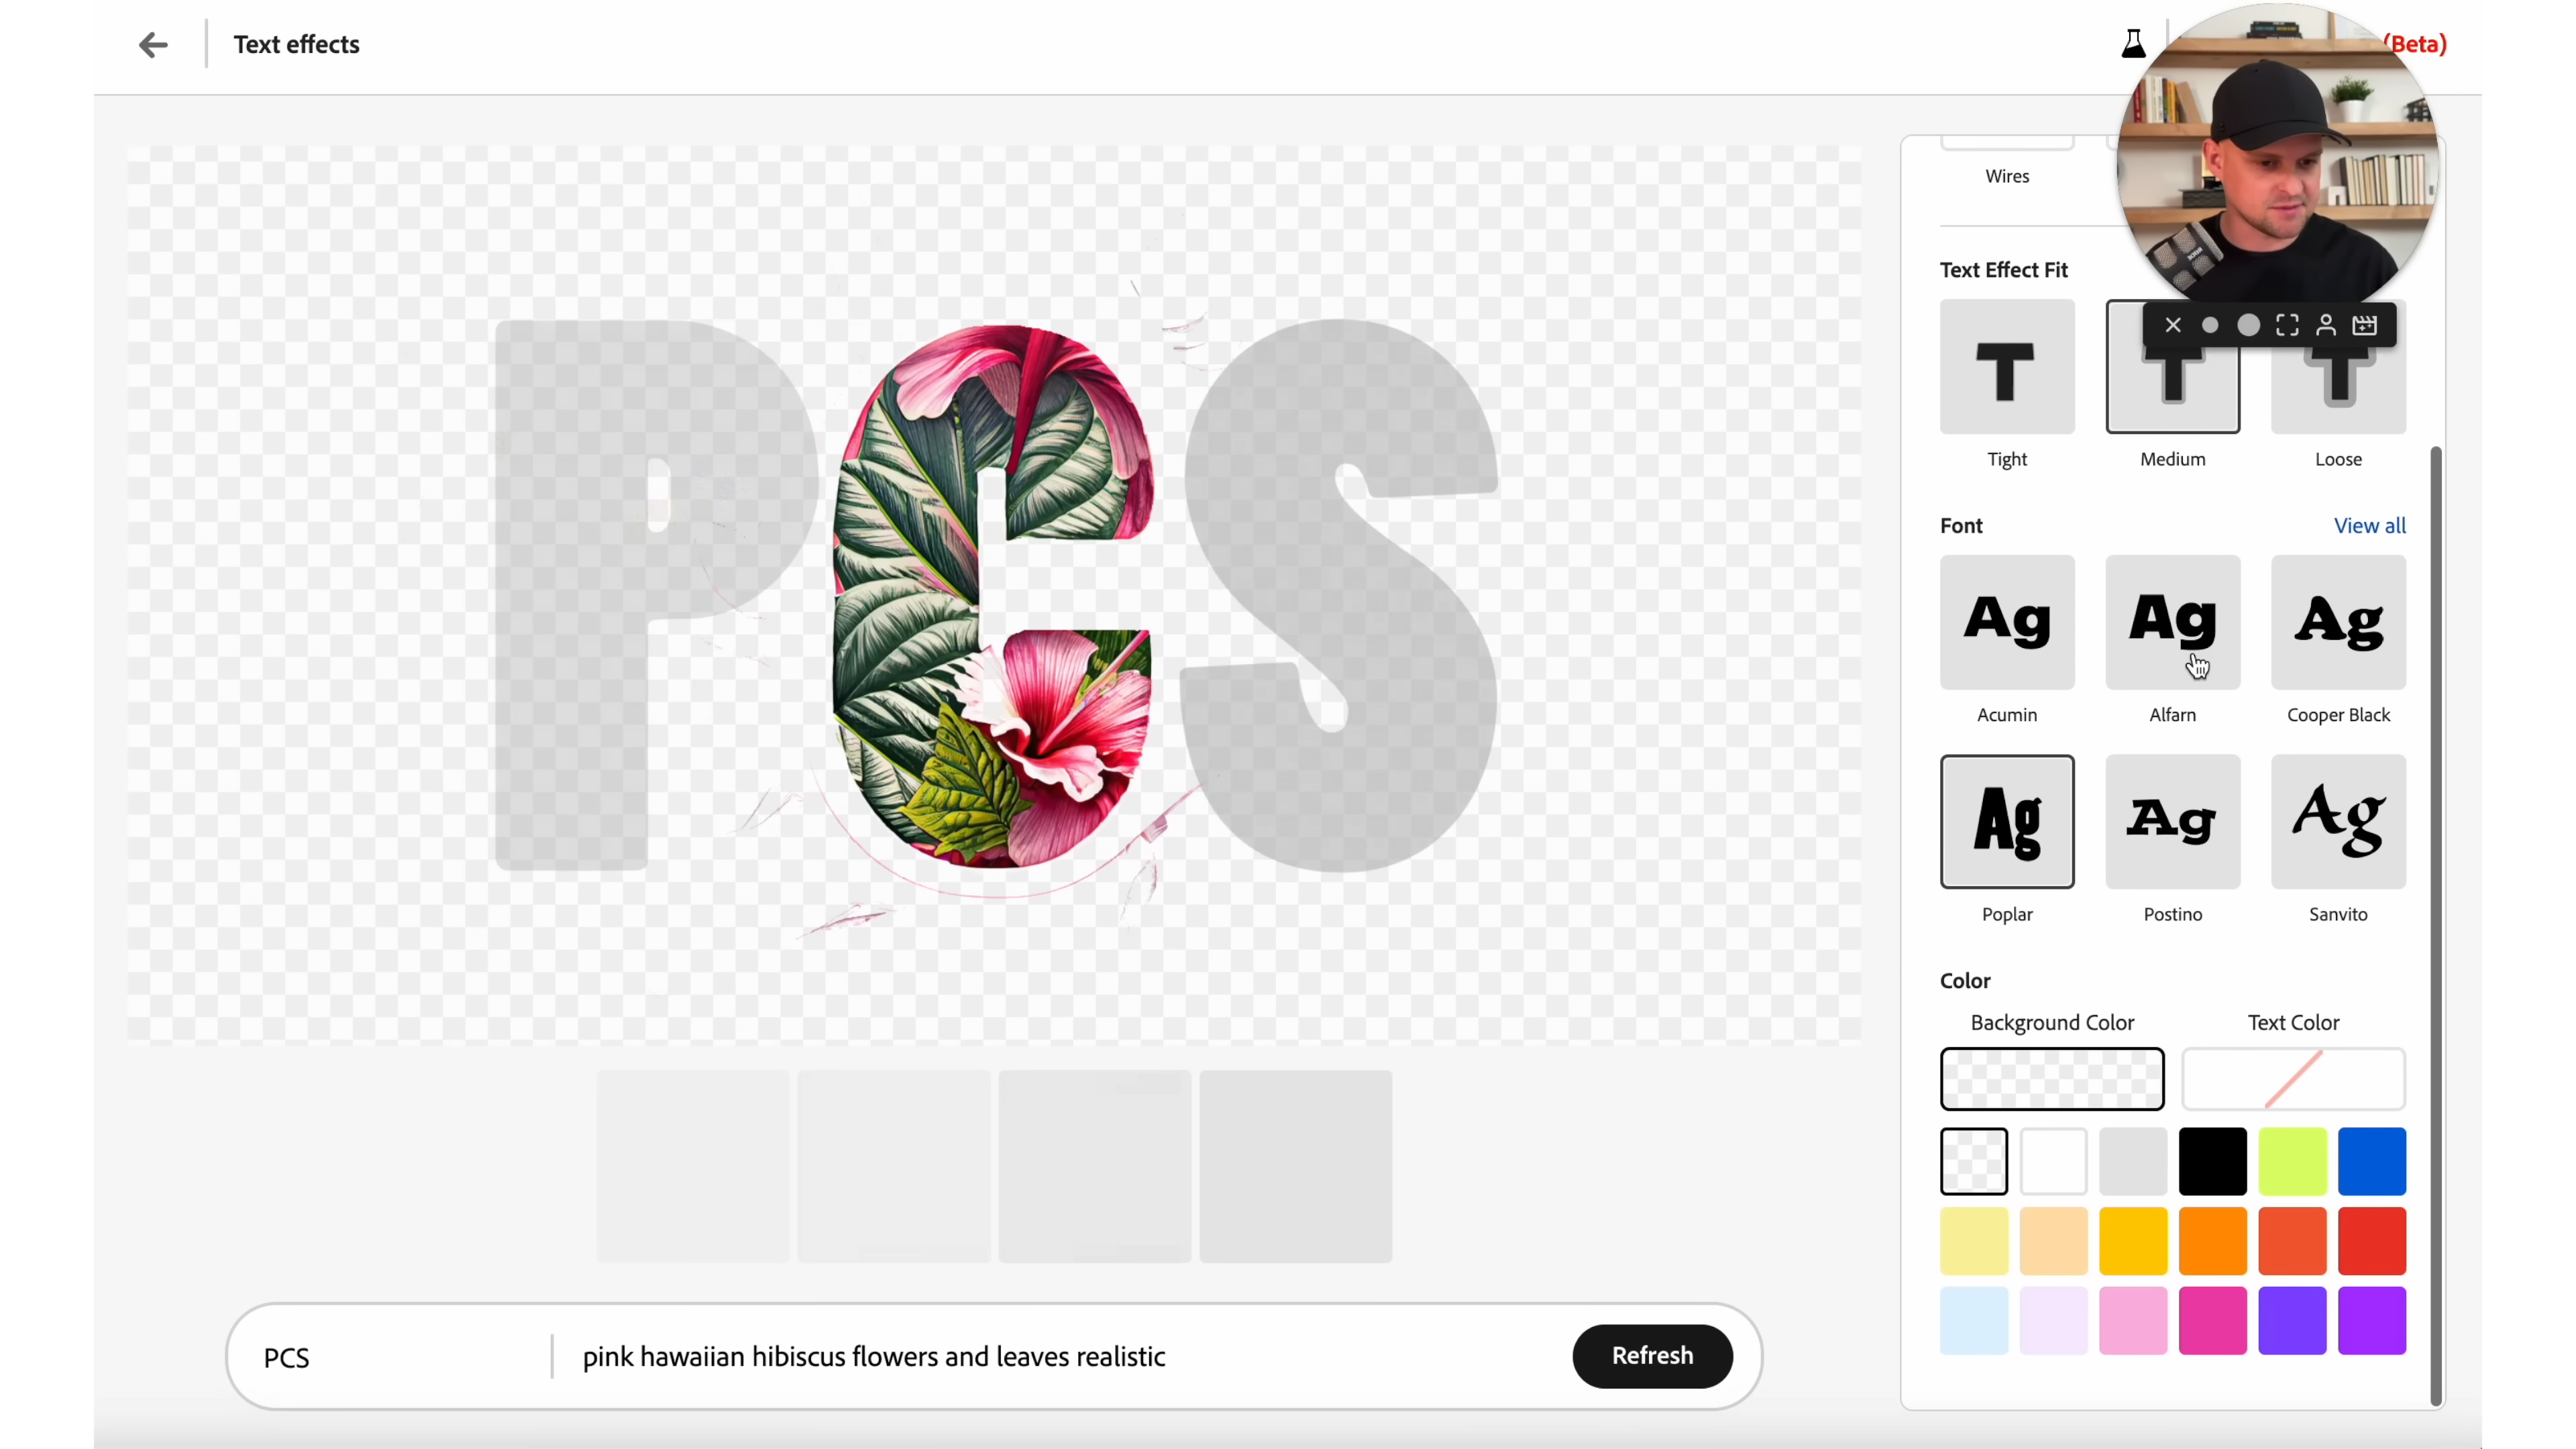 Text effects
(Beta)
Wires
Text Effect Fit
T
T
T
Tight
Medium
Loose
Font
View all
Ag
Ag
Ag
Acumin
Alfarn
Cooper Black
Ag
Ag
Ag
Poplar
Postino
Sanvito
Color
Background Color
Text Color
PCS
PCS
pink hawaiian hibiscus flowers and leaves realistic
Refresh